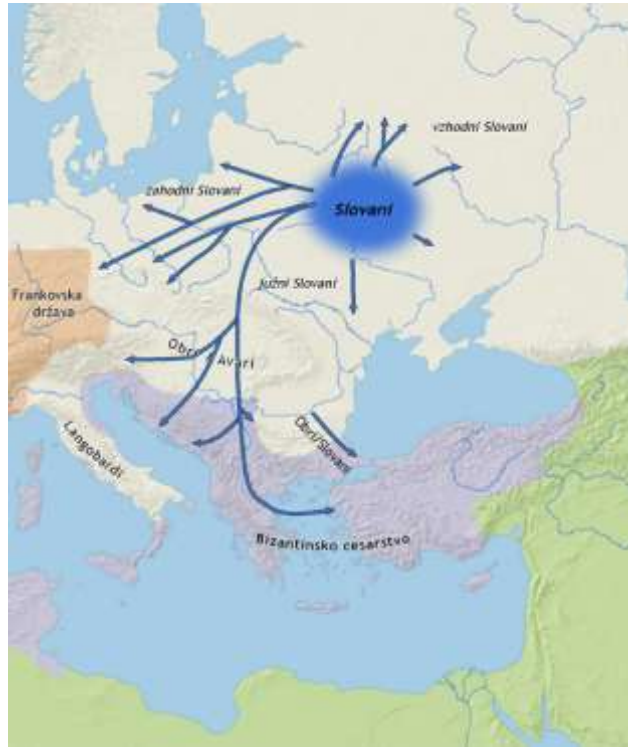 vzhodni Slovani
zahodni Slovani
Slovani
južni Slovani
Frankovska
država
Obri / Avari
Langobardi
Obri/Slovani
Bizantinsko cesarstvo